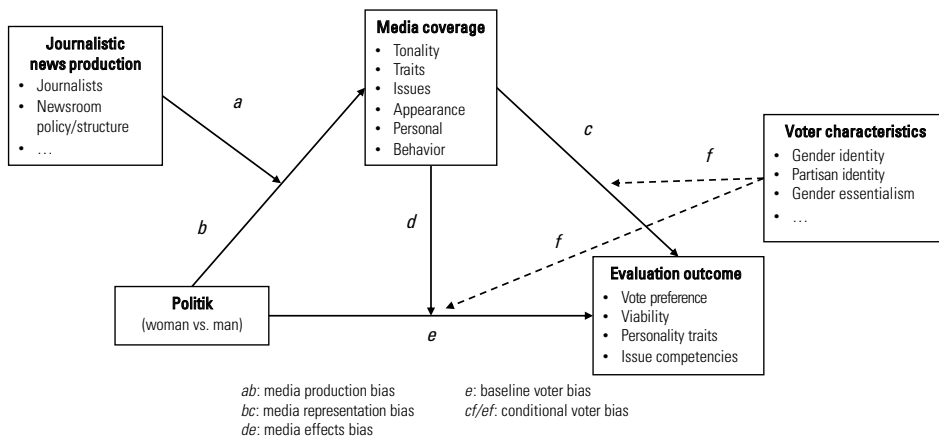 Journalistic
news production
• Journalists
• Newsroom
policy/structure
• …
a
b
Media coverage
• Tonality
• Traits
• Issues
• Appearance
• Personal
• Behavior
c
d
f
f
Voter characteristics
• Gender identity
• Partisan identity
• Gender essentialism
• …
Politik
(woman vs. man)
e
Evaluation outcome
• Vote preference
• Viability
• Personality traits
• Issue competencies
ab: media production bias
bc: media representation bias
de: media effects bias
e: baseline voter bias
cf/ef: conditional voter bias